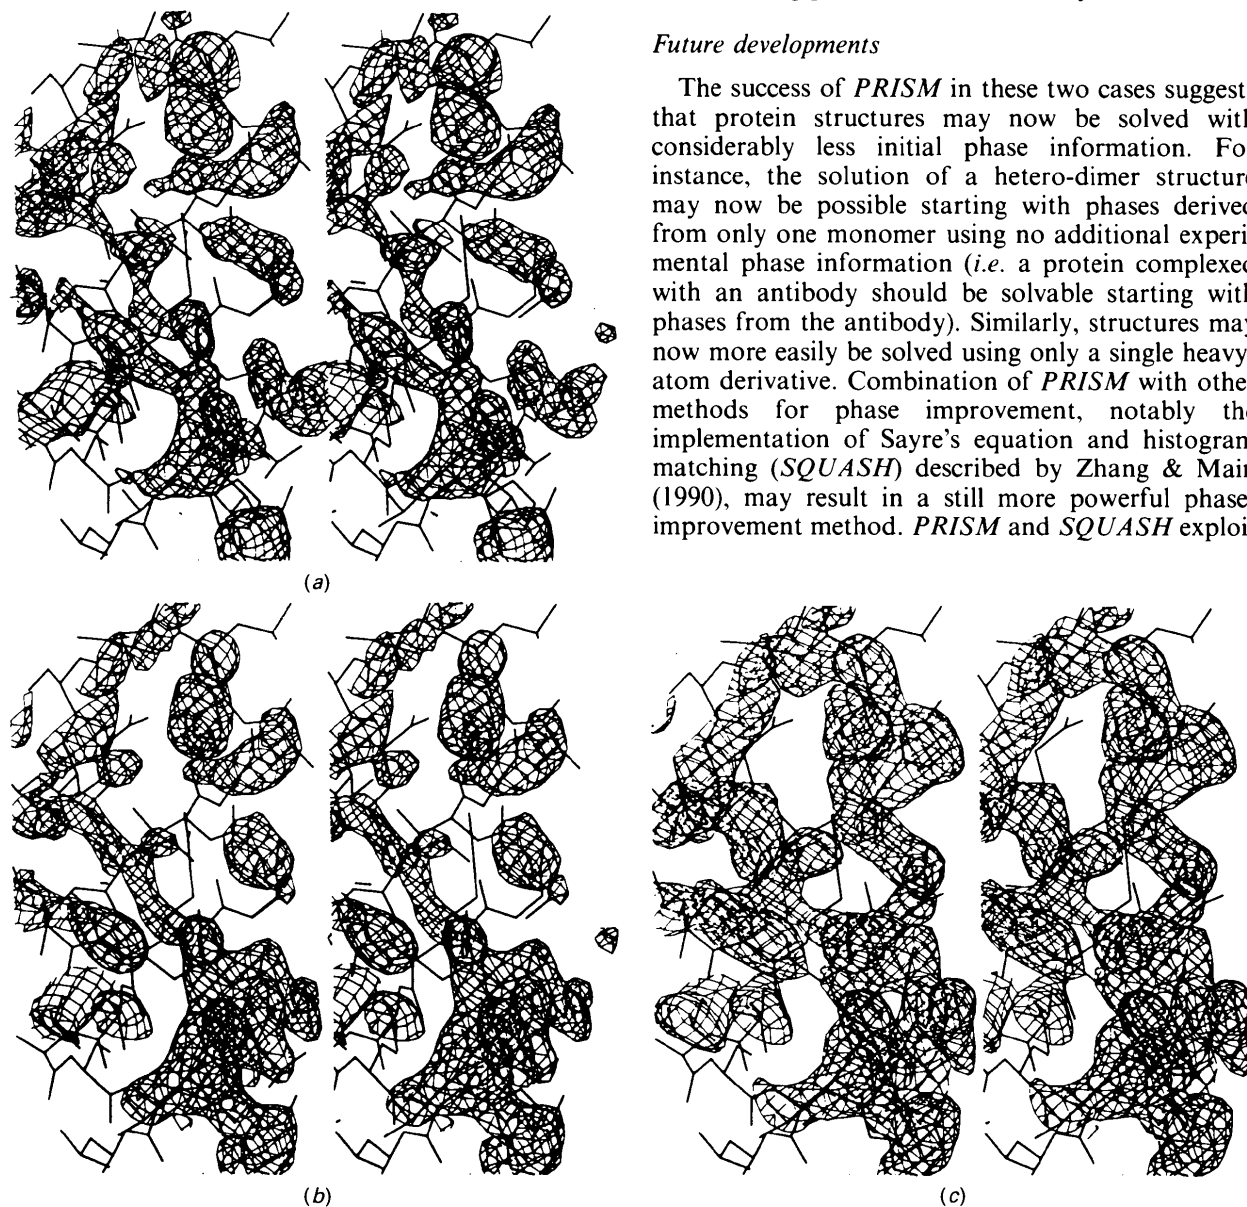 Future developments
The success of PRISM in these two cases suggest
that protein structures may now be solved with
considerably less initial phase information. Fo
instance, the solution of a hetero-dimer structure
may now be possible starting with phases derived
from only one monomer using no additional experi
mental phase information (i.e. a protein complexed
with an antibody should be solvable starting with
phases from the antibody). Similarly, structures may
now more easily be solved using only a single heavy
atom derivative. Combination of PRISM with othe
methods for phase improvement, notably the
implementation of Sayre's equation and histogram
matching (SQUASH) described by Zhang & Main
(1990), may result in a still more powerful phase
improvement method. PRISM and SQUASH exploi
(a)
(b)
(c)